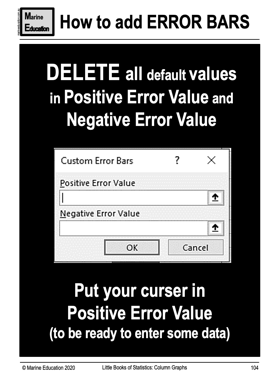 Marine
Education
How to add ERROR BARS
DELETE all default values
in Positive Error Value and
Negative Error Value
Custom Error Bars ? ×
Positive Error Value
Negative Error Value
OK Cancel
Put your curser in
Positive Error Value
(to be ready to enter some data)
© Marine Education 2020 Little Books of Statistics: Column Graphs 104